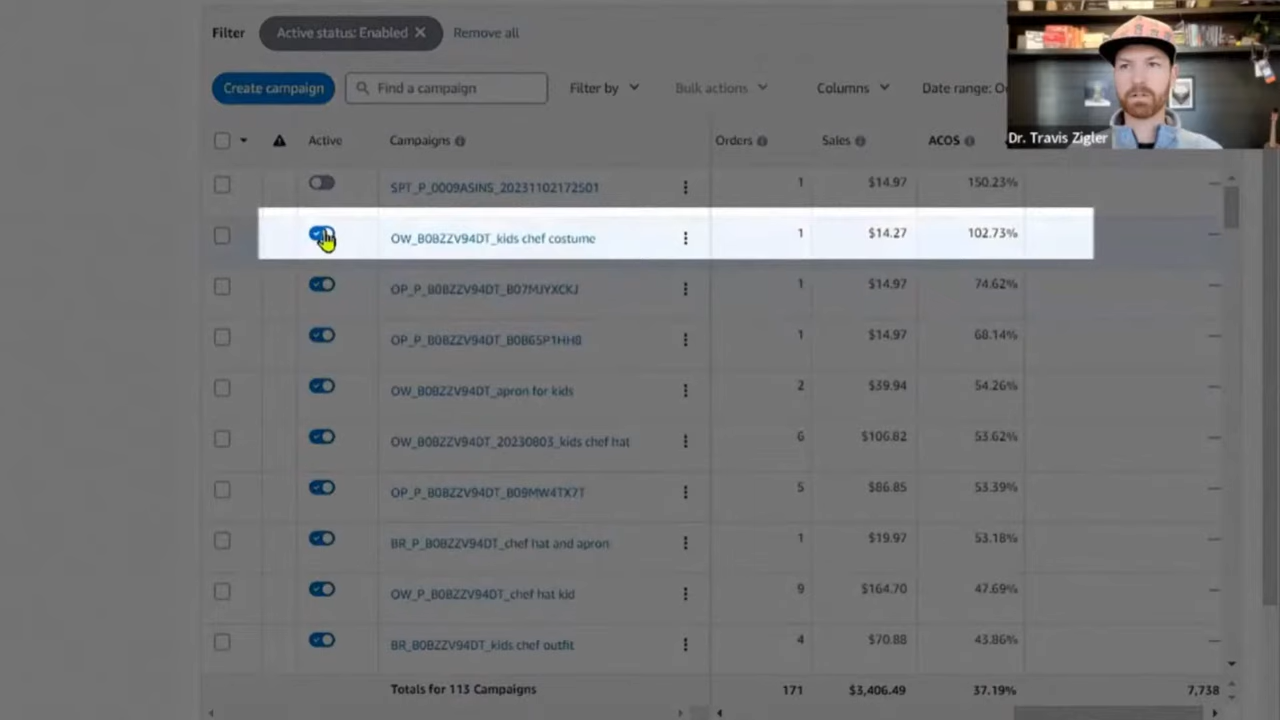 Filter Active status: Enabled Remove all
Create campaign Find a campaign Filter by Bulk actions Columns Date range:
Dr. Travis Zigler
Active Campaigns Orders Sales ACOS
SPT_P_0009ASINS_20231102172501 1 $14.97 150.23% —
OW_B0BZZV94DT_kids chef costume 1 $14.27 102.73% —
OP_P_B0BZZV94DT_B07MJYXCKJ 1 $14.97 74.62% —
OP_P_B0BZZV94DT_B0BG5P1HH8 1 $14.97 68.14% —
OW_B0BZZV94DT_apron for kids 2 $39.94 54.26% —
OW_B0BZZV94DT_20230803_kids chef hat 6 $106.82 53.62% —
OP_P_B0BZZV94DT_B09MW4TX7T 5 $86.85 53.39% —
BR_P_B0BZZV94DT_chef hat and apron 1 $19.97 53.18% —
OW_P_B0BZZV94DT_chef hat kid 9 $164.70 47.69% —
BR_B0BZZV94DT_kids chef outfit 4 $70.88 43.86% —
Totals for 113 Campaigns 171 $3,406.49 37.19% 7,738